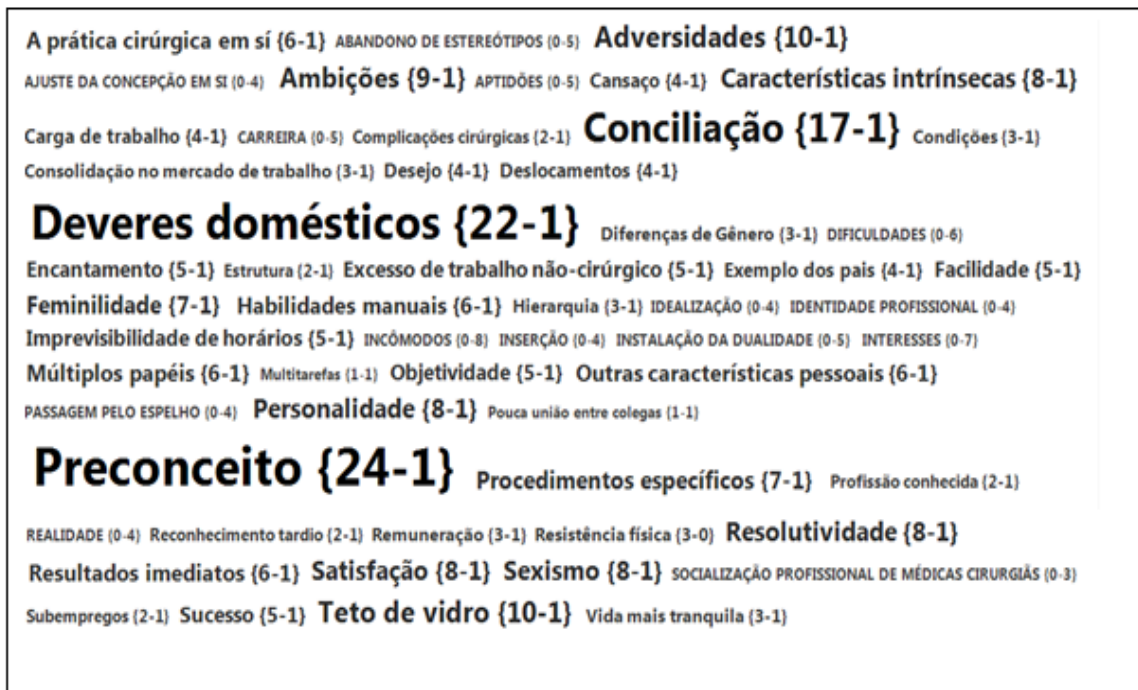 A prática cirúrgica em sí {6-1} ABANDONO DE ESTEREÓTIPOS {0-5} Adversidades {10-1}
AJUSTE DA CONCEPÇÃO EM SI {0-4} Ambições {9-1} APTIDÕES {0-5} Cansaço {4-1} Características intrínsecas {8-1}
Carga de trabalho {4-1} CARREIRA {0-5} Complicações cirúrgicas {2-1} Conciliação {17-1} Condições {3-1}
Consolidação no mercado de trabalho {3-1} Desejo {4-1} Deslocamentos {4-1}
Deveres domésticos {22-1} Diferenças de Gênero {3-1} DIFICULDADES {0-6}
Encantamento {5-1} Estrutura {2-1} Excesso de trabalho não-cirúrgico {5-1} Exemplo dos pais {4-1} Facilidade {5-1}
Feminilidade {7-1} Habilidades manuais {6-1} Hierarquia {3-1} IDEALIZAÇÃO {0-4} IDENTIDADE PROFISSIONAL {0-4}
Imprevisibilidade de horários {5-1} INCÔMODOS {0-8} INSERÇÃO {0-4} INSTALAÇÃO DA DUALIDADE {0-5} INTERESSES {0-7}
Múltiplos papéis {6-1} Multitarefas {1-1} Objetividade {5-1} Outras características pessoais {6-1}
PASSAGEM PELO ESPELHO {0-4} Personalidade {8-1} Pouca união entre colegas {1-1}
Preconceito {24-1} Procedimentos específicos {7-1} Profissão conhecida {2-1}
REALIDADE {0-4} Reconhecimento tardio {2-1} Remuneração {3-1} Resistência física {3-0} Resolutividade {8-1}
Resultados imediatos {6-1} Satisfação {8-1} Sexismo {8-1} SOCIALIZAÇÃO PROFISSIONAL DE MÉDICAS CIRURGIÃS {0-3}
Subempregos {2-1} Sucesso {5-1} Teto de vidro {10-1} Vida mais tranquila {3-1}